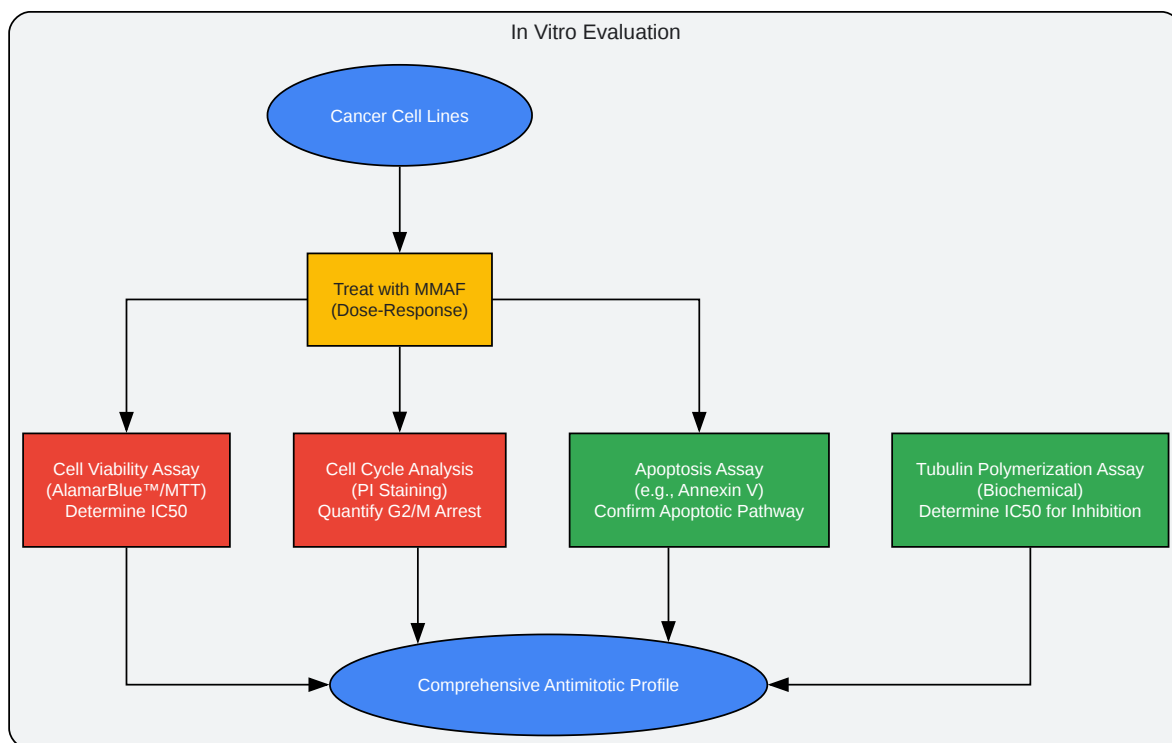 In Vitro Evaluation
Cancer Cell Lines
Treat with MMAF
(Dose-Response)
Cell Viability Assay
(AlamarBlue™/MTT)
Determine IC50
Cell Cycle Analysis
(PI Staining)
Quantify G2/M Arrest
Apoptosis Assay
(e.g., Annexin V)
Confirm Apoptotic Pathway
Tubulin Polymerization Assay
(Biochemical)
Determine IC50 for Inhibition
Comprehensive Antimitotic Profile